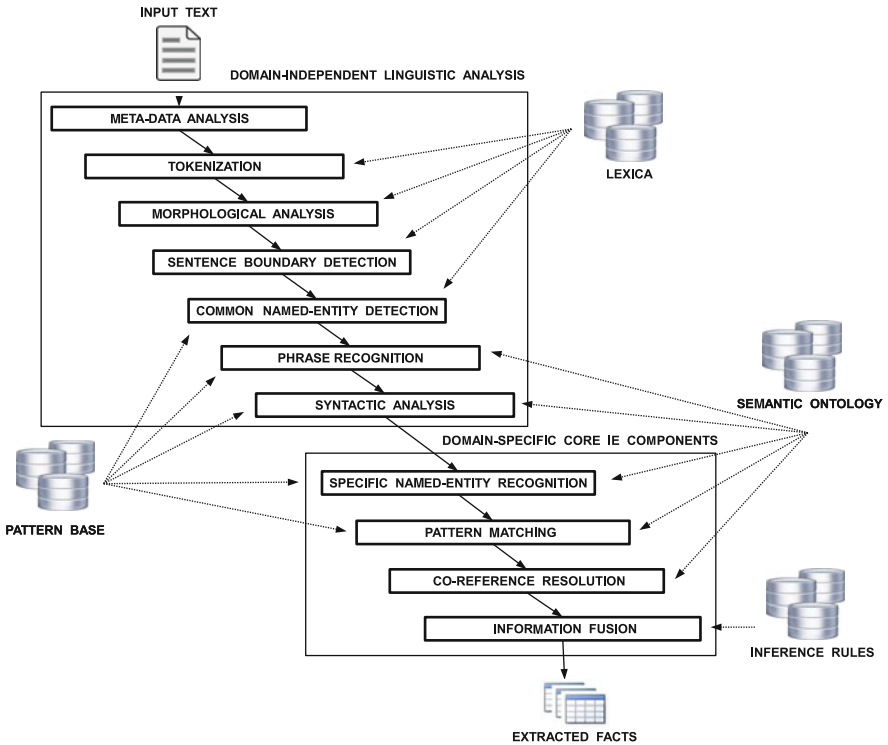 INPUT TEXT
DOMAIN-INDEPENDENT LINGUISTIC ANALYSIS
META-DATA ANALYSIS
TOKENIZATION
LEXICA
MORPHOLOGICAL ANALYSIS
SENTENCE BOUNDARY DETECTION
COMMON NAMED-ENTITY DETECTION
PHRASE RECOGNITION
SYNTACTIC ANALYSIS
SEMANTIC ONTOLOGY
DOMAIN-SPECIFIC CORE IE COMPONENTS
SPECIFIC NAMED-ENTITY RECOGNITION
PATTERN BASE
PATTERN MATCHING
CO-REFERENCE RESOLUTION
INFORMATION FUSION
INFERENCE RULES
EXTRACTED FACTS